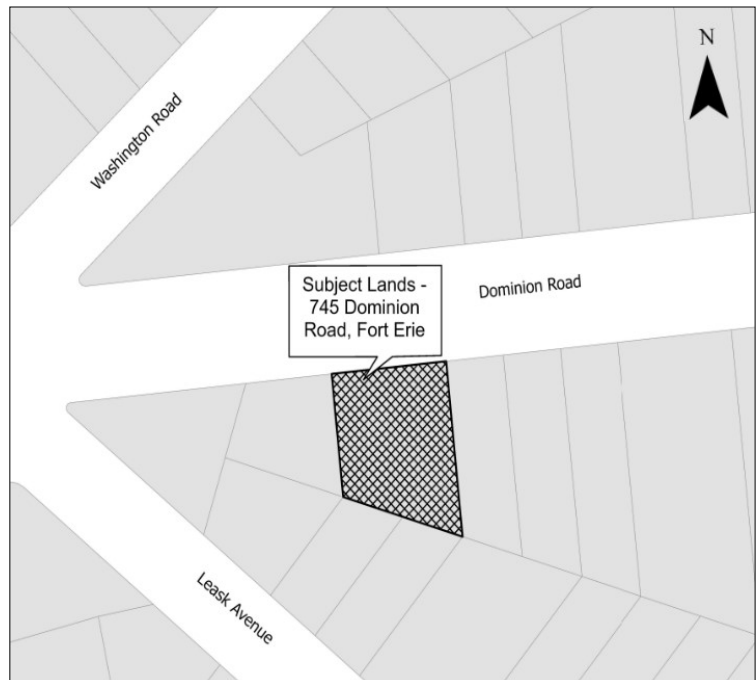 N
Washington Road
Subject Lands -
745 Dominion
Road, Fort Erie
Dominion Road
Leask Avenue